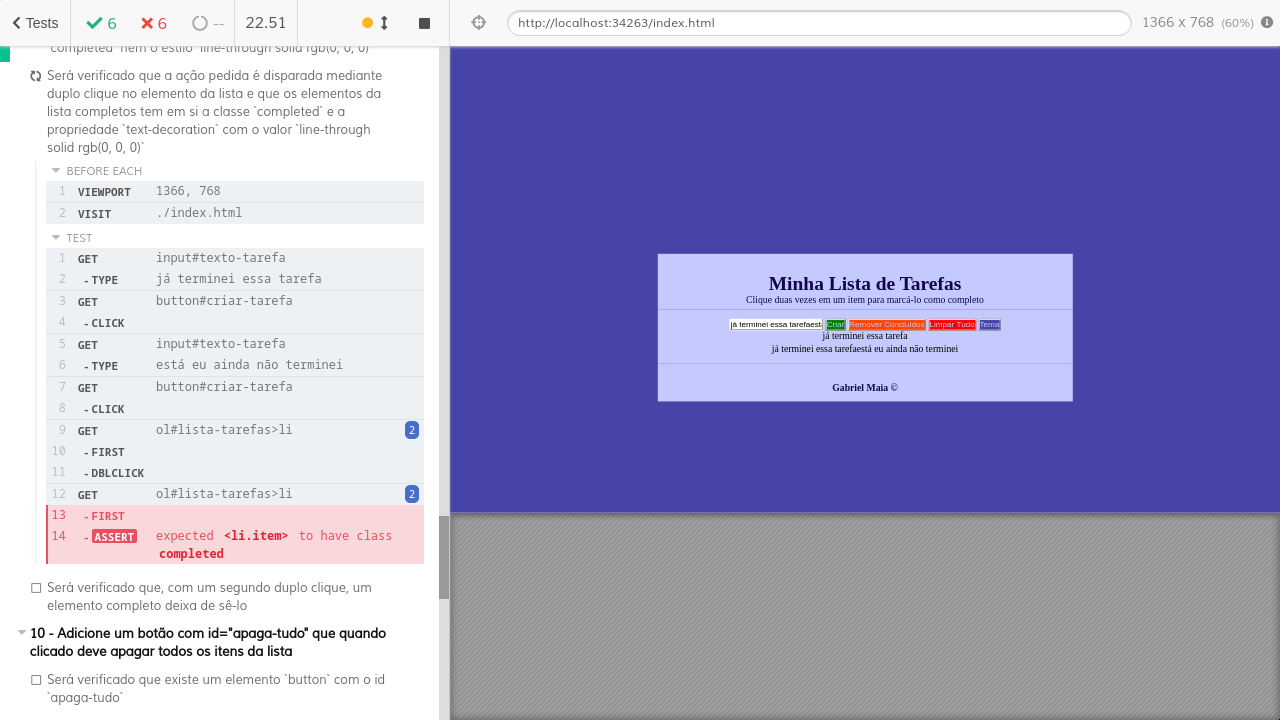 Tests
6
6
--
22.51
http://localhost:34263/index.html
1366 x 768 (60%)
`completed` nem o estilo `line-through solid rgb(0, 0, 0)`
Será verificado que a ação pedida é disparada mediante
duplo clique no elemento da lista e que os elementos da
lista completos tem em si a classe `completed` e a
propriedade `text-decoration` com o valor `line-through
solid rgb(0, 0, 0)`
BEFORE EACH
1 VIEWPORT 1366, 768
2 VISIT ./index.html
TEST
1 GET input#texto-tarefa
2 -TYPE já terminei essa tarefa
3 GET button#criar-tarefa
4 -CLICK
5 GET input#texto-tarefa
6 -TYPE está eu ainda não terminei
7 GET button#criar-tarefa
8 -CLICK
9 GET ol#lista-tarefas>li 2
10 -FIRST
11 -DBLCLICK
12 GET ol#lista-tarefas>li 2
13 -FIRST
14 -ASSERT expected <li.item> to have class
completed
Será verificado que, com um segundo duplo clique, um
elemento completo deixa de sê-lo
10 - Adicione um botão com id="apaga-tudo" que quando
clicado deve apagar todos os itens da lista
Será verificado que existe um elemento `button` com o id
`apaga-tudo`
Minha Lista de Tarefas
Clique duas vezes em um item para marcá-lo como completo
já terminei essa tarefaest Criar Remover Concluídos Limpar Tudo Tema
já terminei essa tarefa
já terminei essa tarefaestá eu ainda não terminei
Gabriel Maia ©